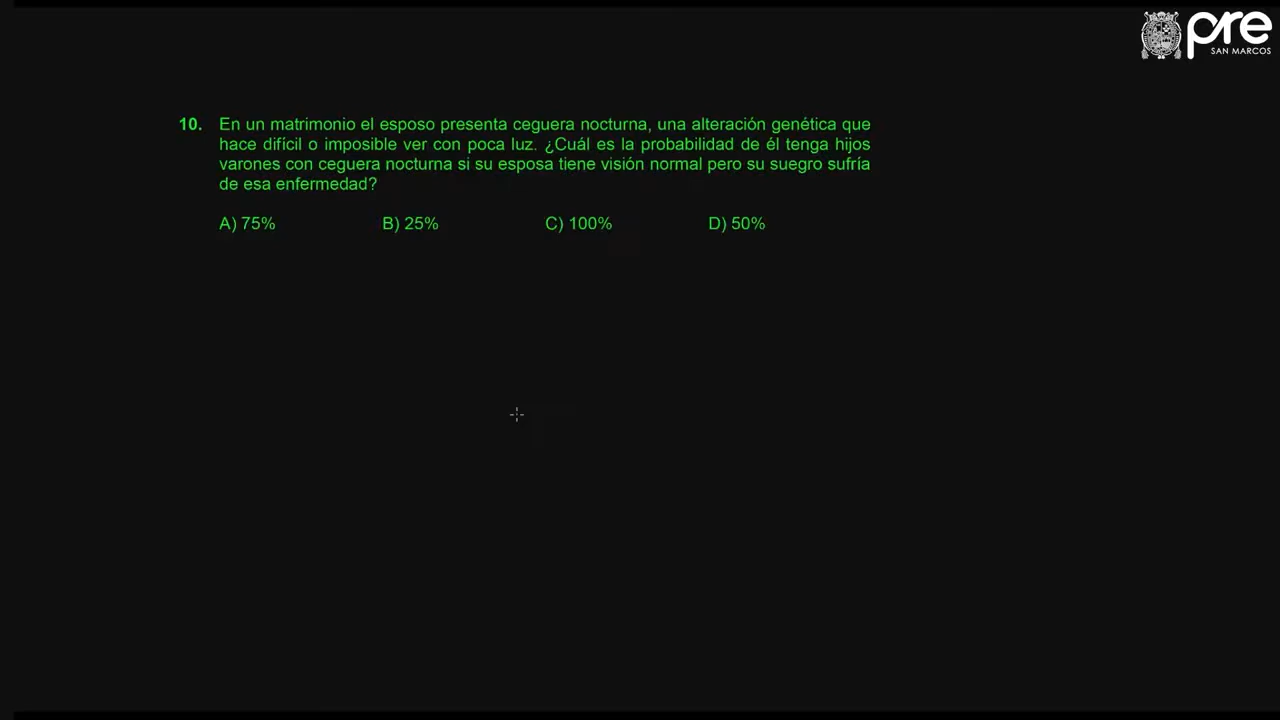 pre
SAN MARCOS
10. En un matrimonio el esposo presenta ceguera nocturna, una alteración genética que
hace difícil o imposible ver con poca luz. ¿Cuál es la probabilidad de él tenga hijos
varones con ceguera nocturna si su esposa tiene visión normal pero su suegro sufría
de esa enfermedad?
A) 75% B) 25% C) 100% D) 50%